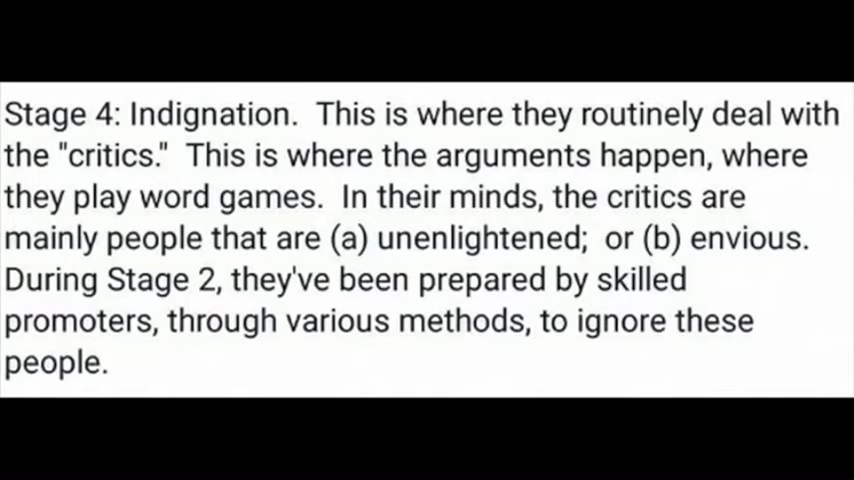 Stage 4: Indignation.  This is where they routinely deal with
the "critics."  This is where the arguments happen, where
they play word games.  In their minds, the critics are
mainly people that are (a) unenlightened;  or (b) envious.
During Stage 2, they've been prepared by skilled
promoters, through various methods, to ignore these
people.